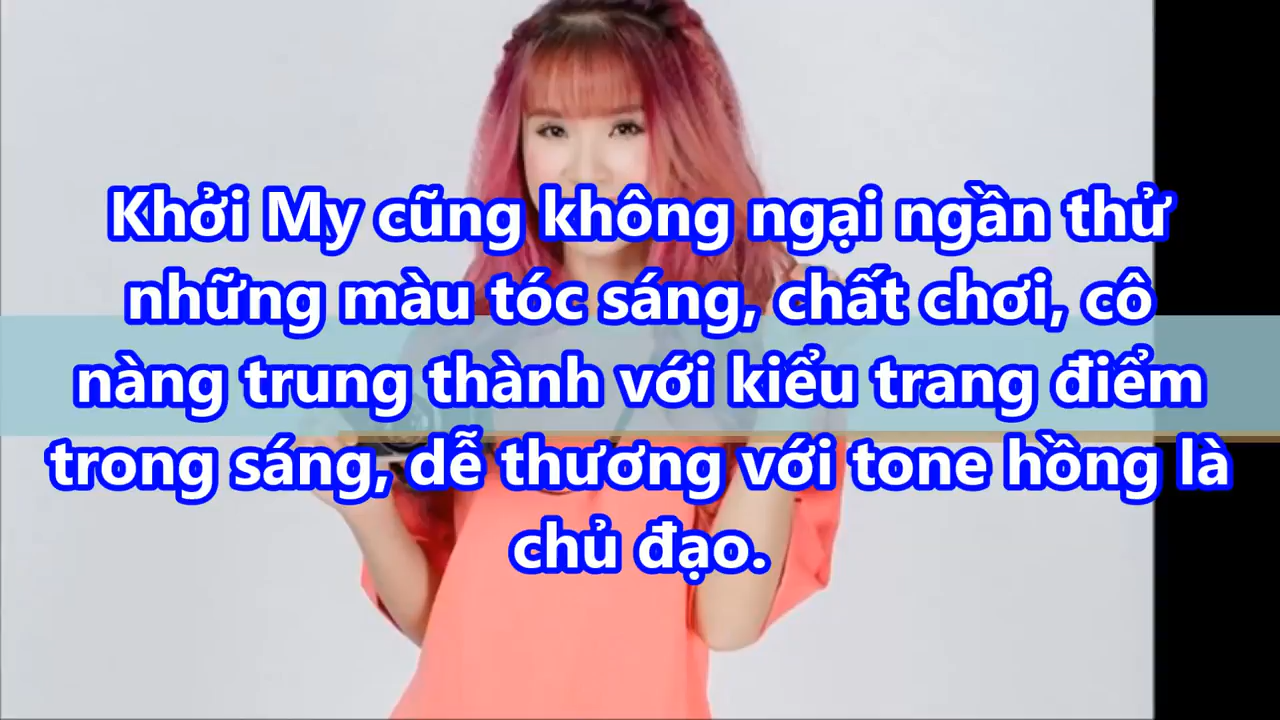 Khởi My cũng không ngại ngần thử
những màu tóc sáng, chất chơi, cô
nàng trung thành với kiểu trang điểm
trong sáng, dễ thương với tone hồng là
chủ đạo.